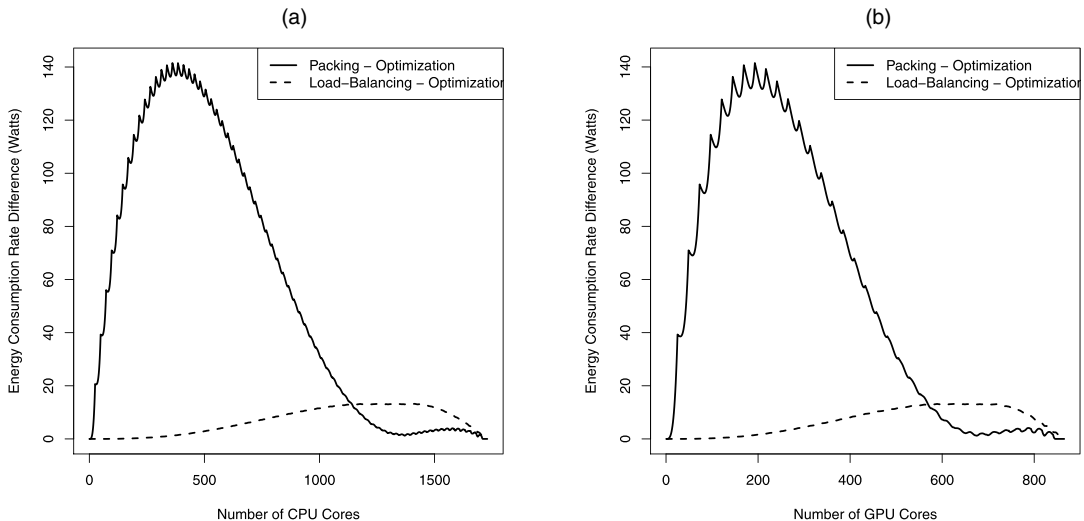 (a)
Packing – Optimization
Load–Balancing – Optimization
Energy Consumption Rate Difference (Watts)
0 20 40 60 80 100 120 140
0 500 1000 1500
Number of CPU Cores
(b)
Packing – Optimization
Load–Balancing – Optimization
Energy Consumption Rate Difference (Watts)
0 20 40 60 80 100 120 140
0 200 400 600 800
Number of GPU Cores